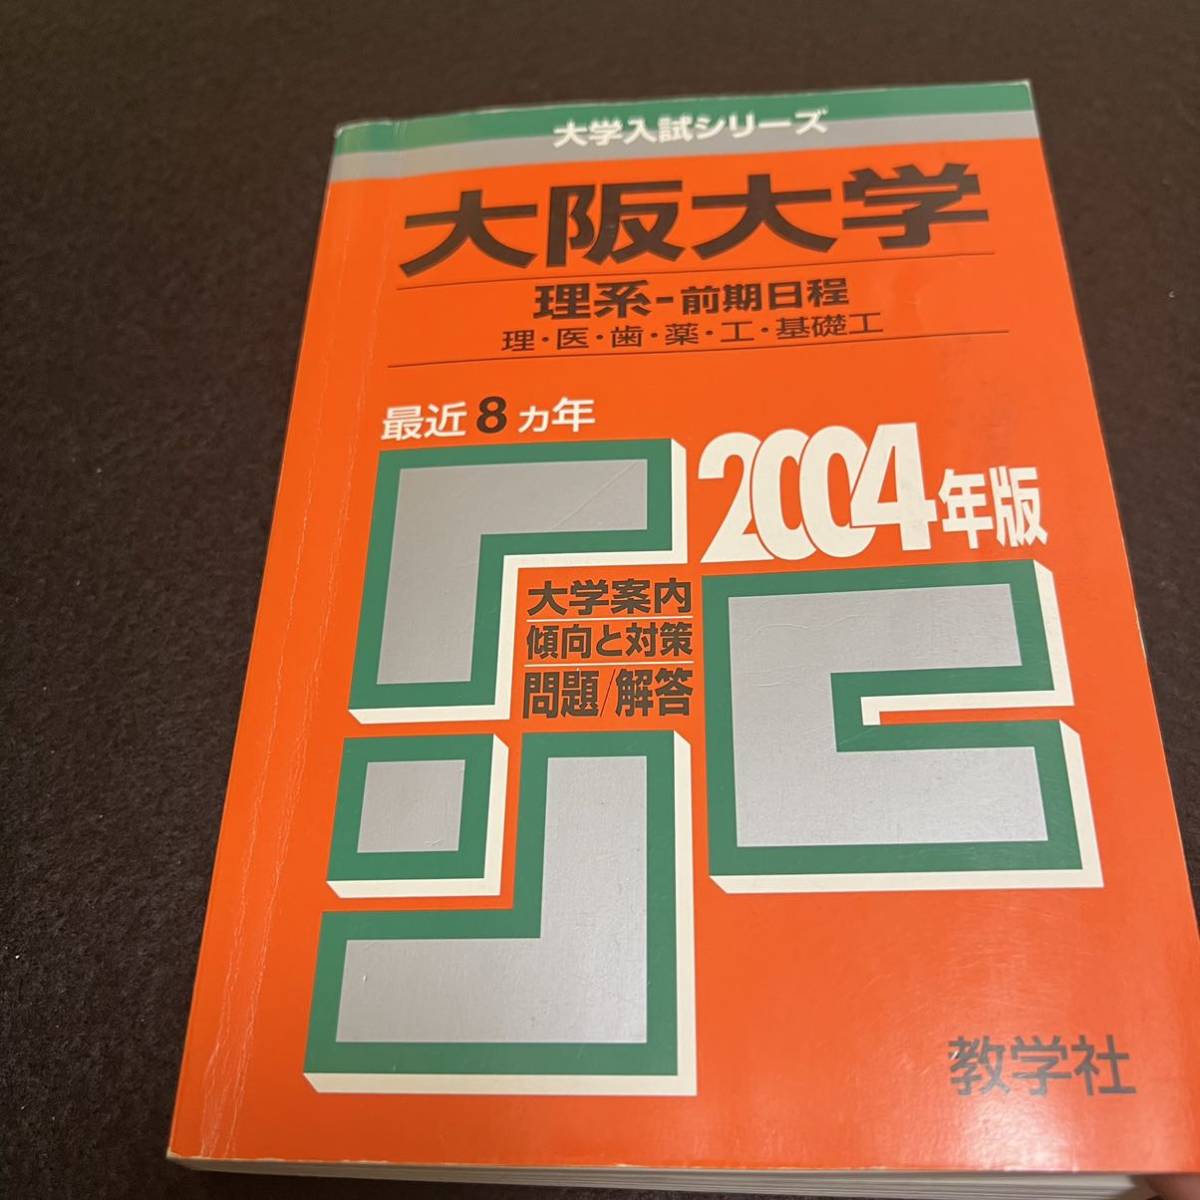 大学入試シリーズ
大阪大学
理系-前期日程
理・医・歯・薬・工・基礎工
最近8ヵ年
2004年版
大学案内
傾向と対策
問題/解答
教学社